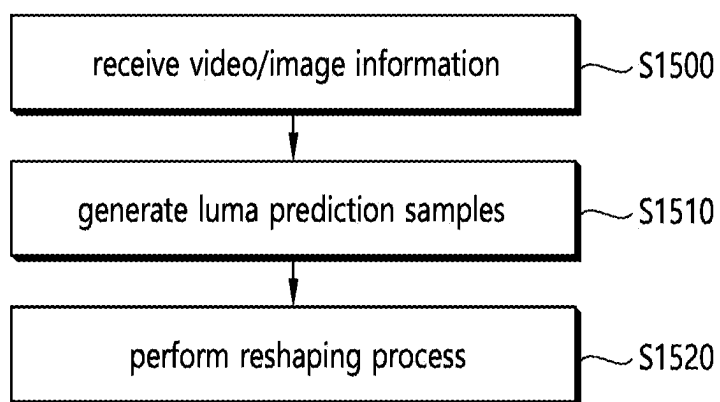 receive video/image information S1500
generate luma prediction samples S1510
perform reshaping process S1520